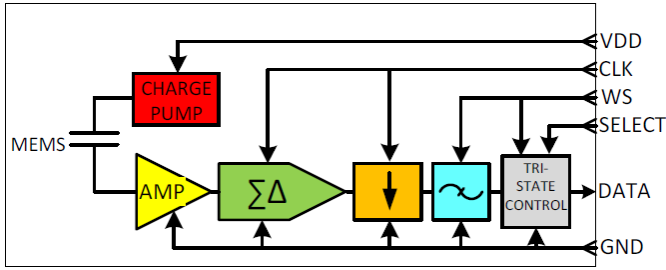 VDD
CLK
WS
SELECT
CHARGE
PUMP
MEMS
AMP
∑Δ
TRI-
STATE
CONTROL
DATA
GND